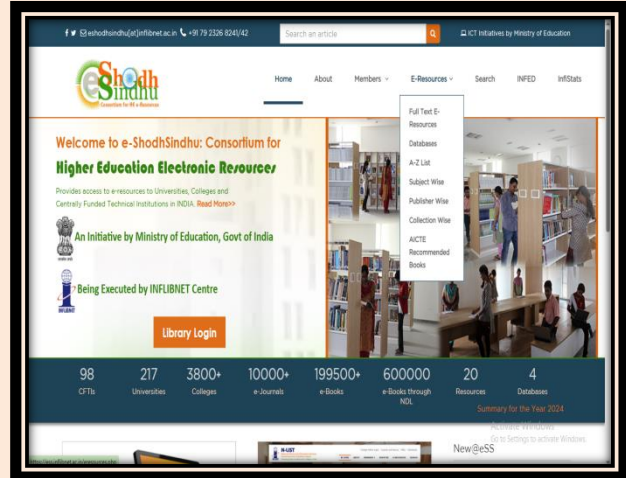 eshodhsindhu[at]inflibnet.ac.in +91 79 2326 8241/42
Search an article
ICT Initiatives by Ministry of Education
e Shodh Sindhu
Consortium for HE e-Resources
Home About Members E-Resources Search INFED InfiStats
Full Text E-
Resources
Databases
A-Z List
Subject Wise
Publisher Wise
Collection Wise
AICTE
Recommended
Books
Welcome to e-ShodhSindhu: Consortium for
Higher Education Electronic Resources
Provides access to e-resources to Universities, Colleges and
Centrally Funded Technical Institutions in INDIA. Read More>>
An Initiative by Ministry of Education, Govt of India
Being Executed by INFLIBNET Centre
INFLIBNET
Library Login
98 217 3800+ 10000+ 199500+ 600000 20 4
CFTIs Universities Colleges e-Journals e-Books e-Books through Resources Databases
NDL
Summary for the Year 2024
Activate Windows
Go to Settings to activate Windows.
New@eSS
N-LIST